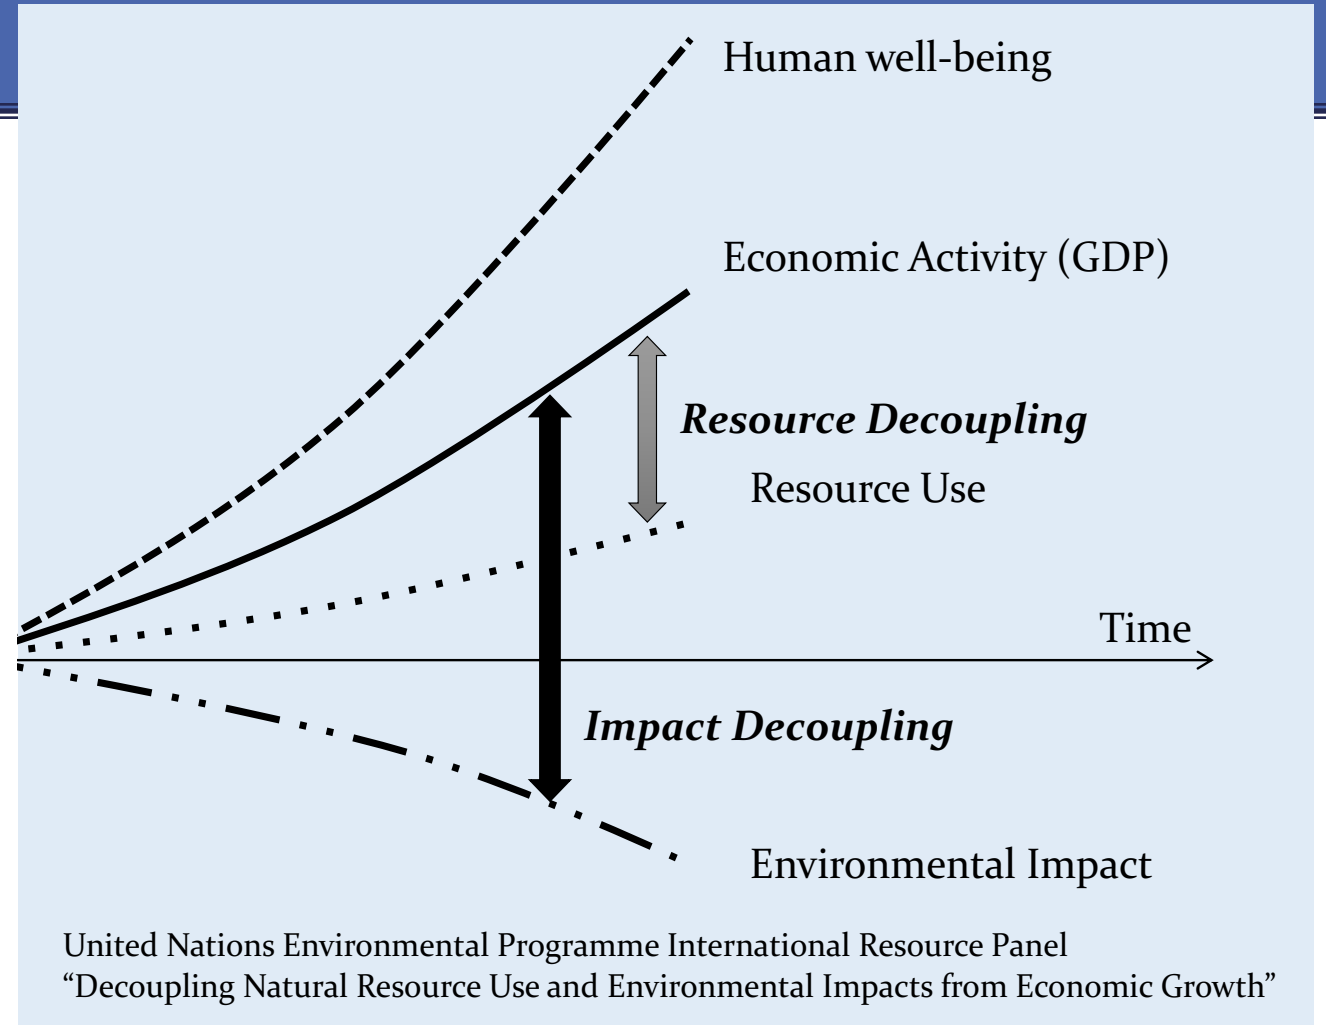 Human well-being
Economic Activity (GDP)
Resource Decoupling
Resource Use
Time
Impact Decoupling
Environmental Impact
United Nations Environmental Programme International Resource Panel
“Decoupling Natural Resource Use and Environmental Impacts from Economic Growth”